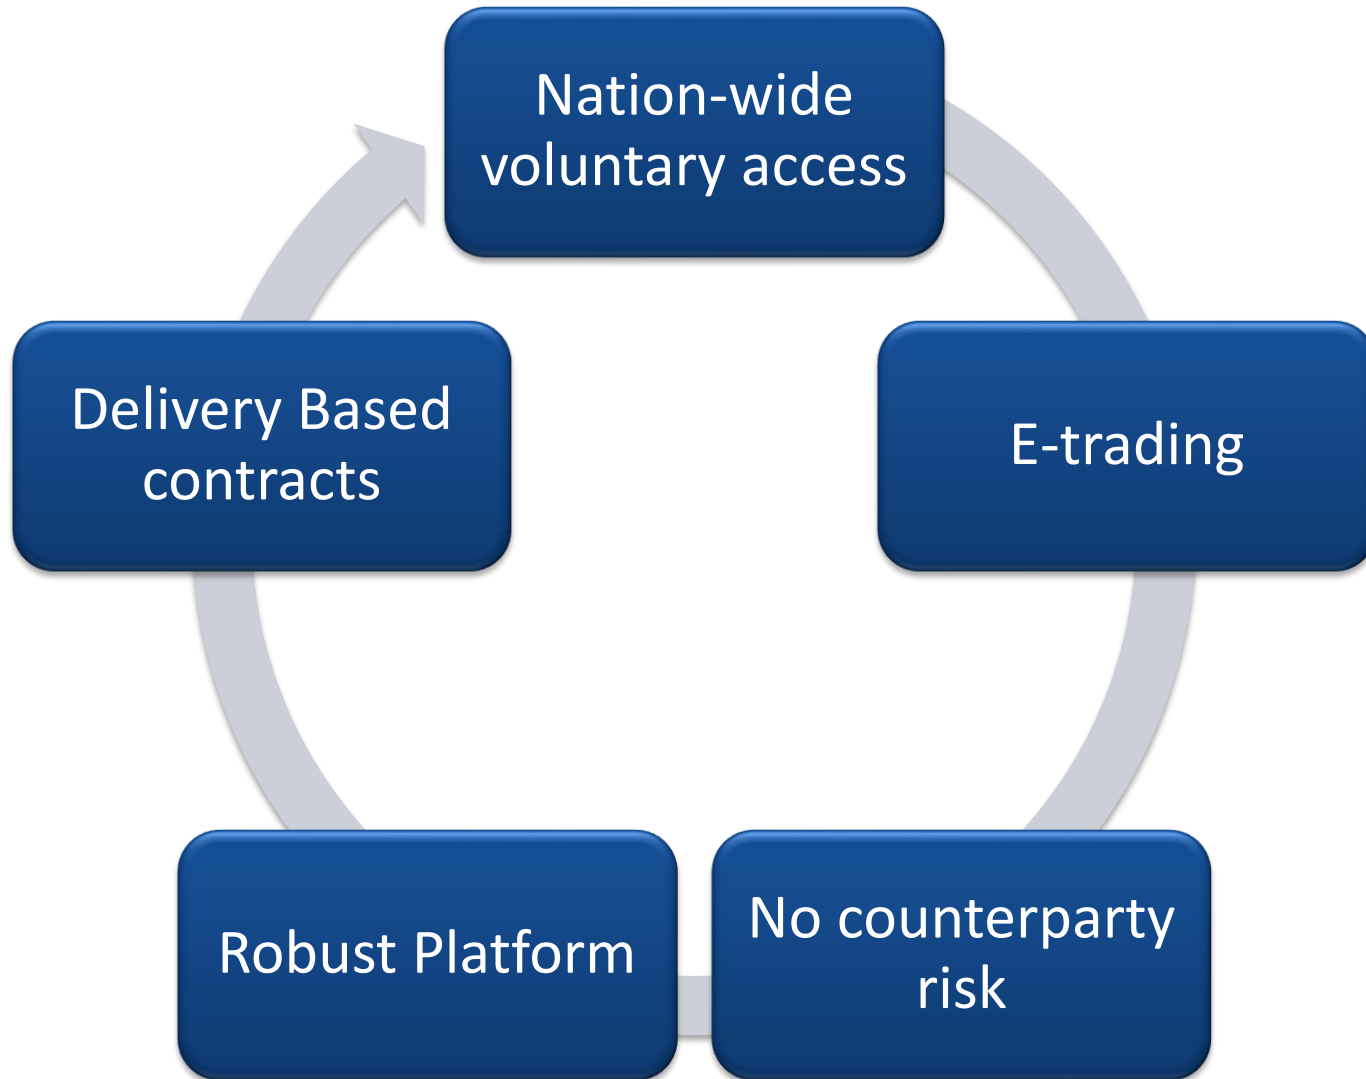 Nation-wide
voluntary access
E-trading
No counterparty
risk
Robust Platform
Delivery Based
contracts